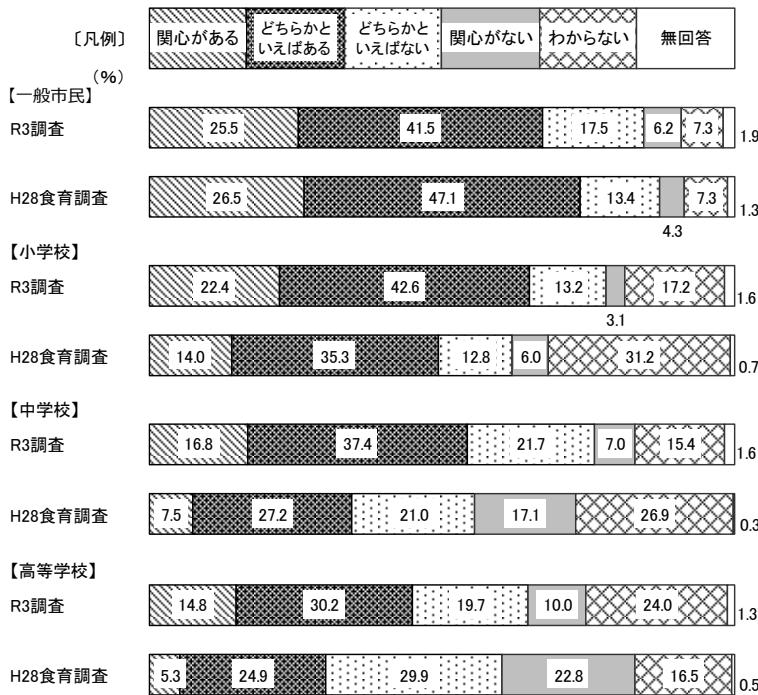 〔凡例〕 関心がある どちらかと いえばある どちらかと いえばない 関心がない わからない 無回答
(%)
【一般市民】
R3調査 25.5 41.5 17.5 6.2 7.3 1.9
H28食育調査 26.5 47.1 13.4 4.3 7.3 1.3
【小学校】
R3調査 22.4 42.6 13.2 3.1 17.2 1.6
H28食育調査 14.0 35.3 12.8 6.0 31.2 0.7
【中学校】
R3調査 16.8 37.4 21.7 7.0 15.4 1.6
H28食育調査 7.5 27.2 21.0 17.1 26.9 0.3
【高等学校】
R3調査 14.8 30.2 19.7 10.0 24.0 1.3
H28食育調査 5.3 24.9 29.9 22.8 16.5 0.5